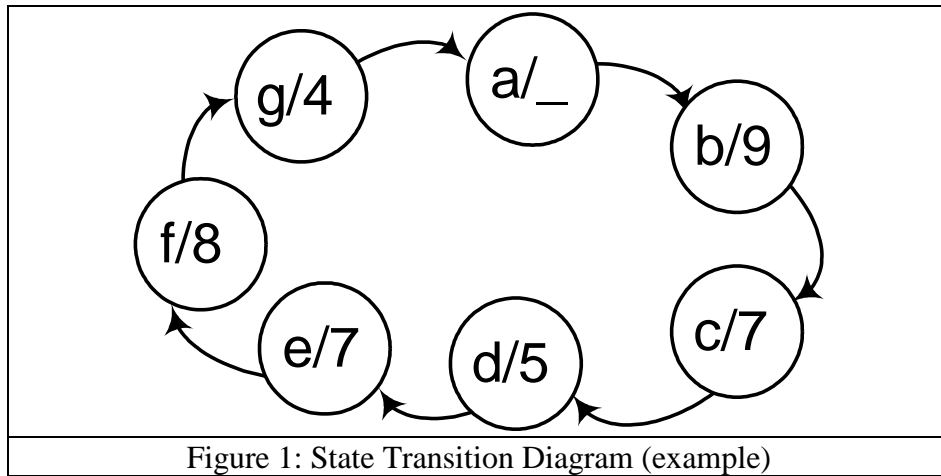 g/4
a/_
b/9
f/8
c/7
e/7
d/5
Figure 1: State Transition Diagram (example)